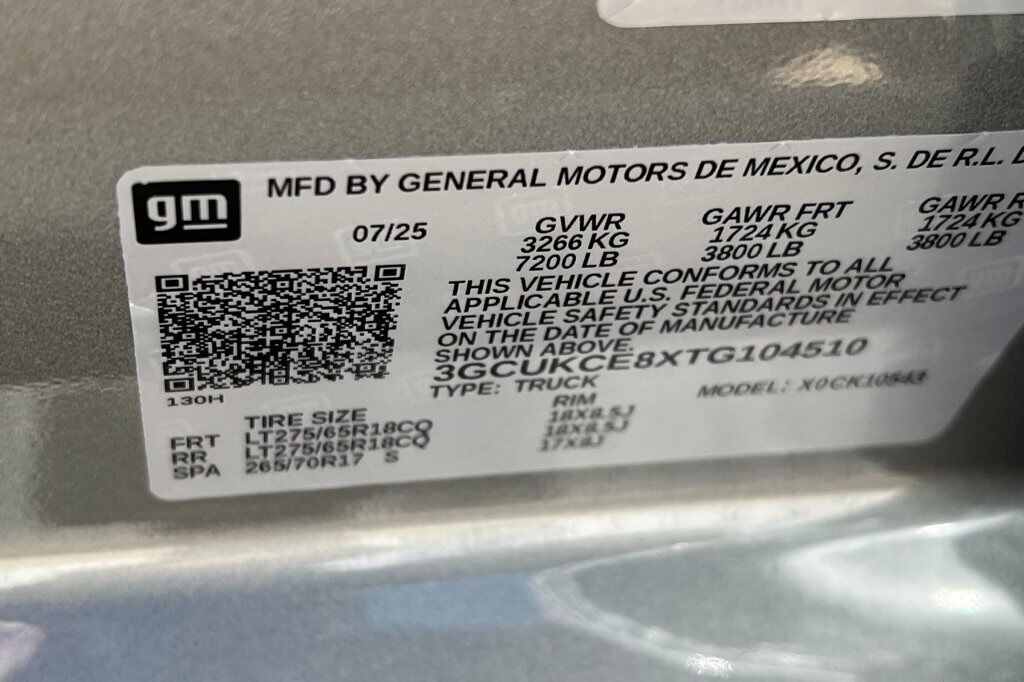 gm
MFD BY GENERAL MOTORS DE MEXICO, S. DE R.L.
07/25
GVWR GAWR FRT GAWR
3266 KG 1724 KG 1724 KG
7200 LB 3800 LB 3800 LB
THIS VEHICLE CONFORMS TO ALL
APPLICABLE U.S. FEDERAL MOTOR
VEHICLE SAFETY STANDARDS IN EFFECT
ON THE DATE OF MANUFACTURE
SHOWN ABOVE.
3GCUKCE8XTG104510
TYPE: TRUCK MODEL: X0CK10543
130H
TIRE SIZE RIM
FRT LT275/65R18CQ 18X8.5J
RR LT275/65R18CQ 18X8.5J
SPA 265/70R17 S 17X8J